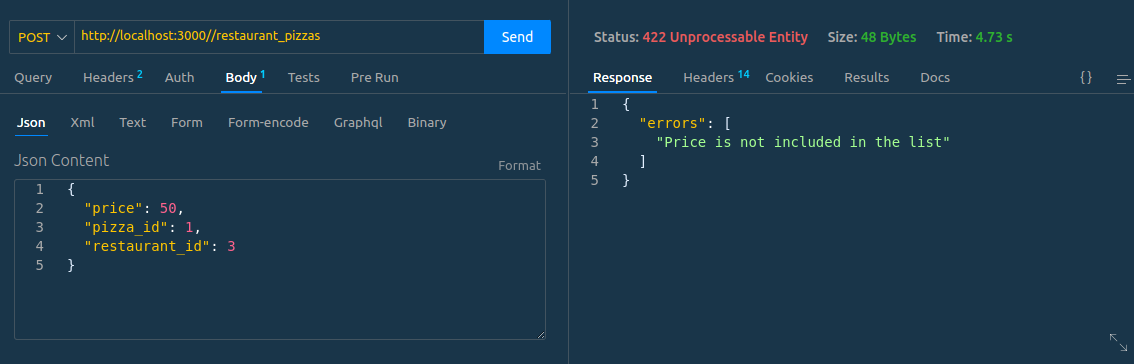 POST http://localhost:3000//restaurant_pizzas Send
Query Headers 2 Auth Body 1 Tests Pre Run
Json Xml Text Form Form-encode Graphql Binary
Json Content Format
1 {
2 "price": 50,
3 "pizza_id": 1,
4 "restaurant_id": 3
5 }
Status: 422 Unprocessable Entity Size: 48 Bytes Time: 4.73 s
Response Headers 14 Cookies Results Docs {}
1 {
2 "errors": [
3 "Price is not included in the list"
4 ]
5 }